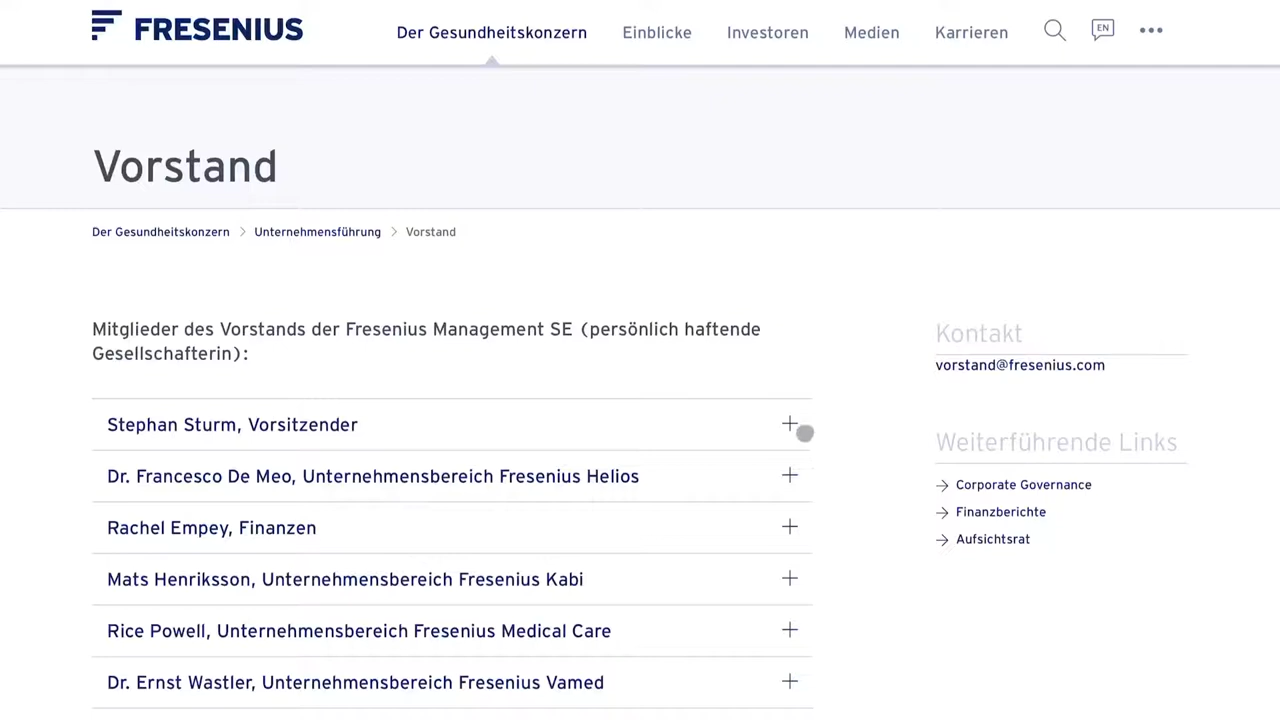 FRESENIUS
Der Gesundheitskonzern
Einblicke
Investoren
Medien
Karrieren
EN
Vorstand
Der Gesundheitskonzern > Unternehmensführung > Vorstand
Mitglieder des Vorstands der Fresenius Management SE (persönlich haftende
Gesellschafterin):
Stephan Sturm, Vorsitzender
Dr. Francesco De Meo, Unternehmensbereich Fresenius Helios
Rachel Empey, Finanzen
Mats Henriksson, Unternehmensbereich Fresenius Kabi
Rice Powell, Unternehmensbereich Fresenius Medical Care
Dr. Ernst Wastler, Unternehmensbereich Fresenius Vamed
Kontakt
vorstand@fresenius.com
Weiterführende Links
Corporate Governance
Finanzberichte
Aufsichtsrat